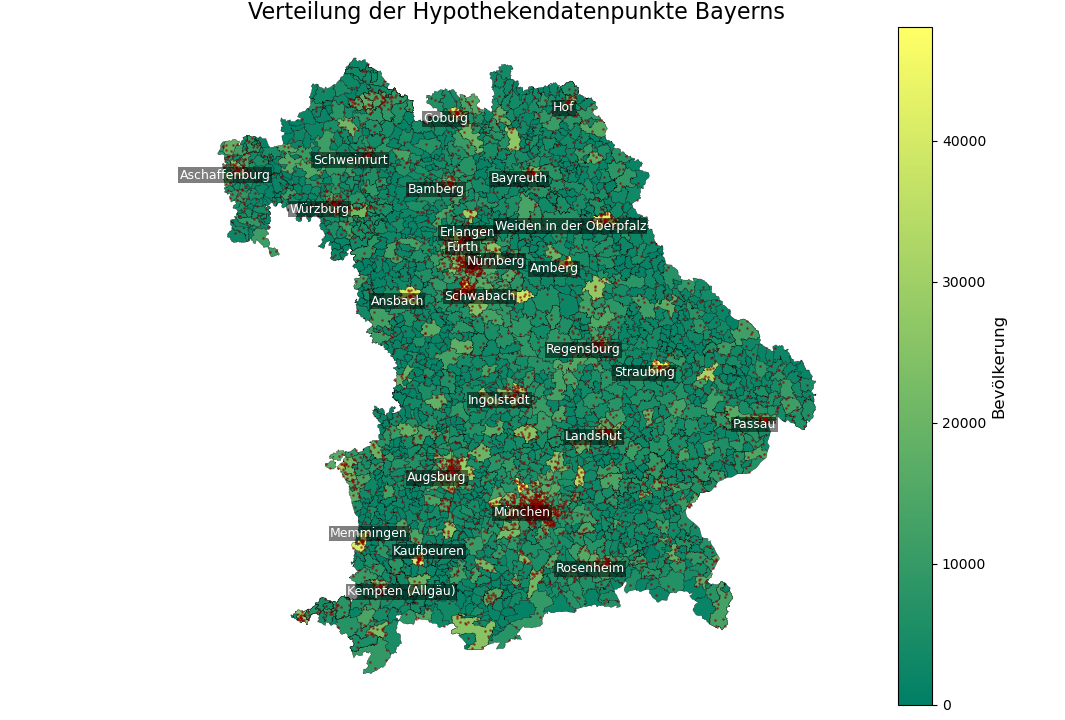 Verteilung der Hypothekendatenpunkte Bayerns
Hof
Coburg
Schweinfurt
Aschaffenburg
Bayreuth
Bamberg
Würzburg
Weiden in der Oberpfalz
Erlangen
Fürth
Nürnberg
Amberg
Schwabach
Ansbach
Regensburg
Straubing
Ingolstadt
Passau
Landshut
Augsburg
München
Memmingen
Kaufbeuren
Rosenheim
Kempten (Allgäu)
40000
30000
20000
10000
0
Bevölkerung